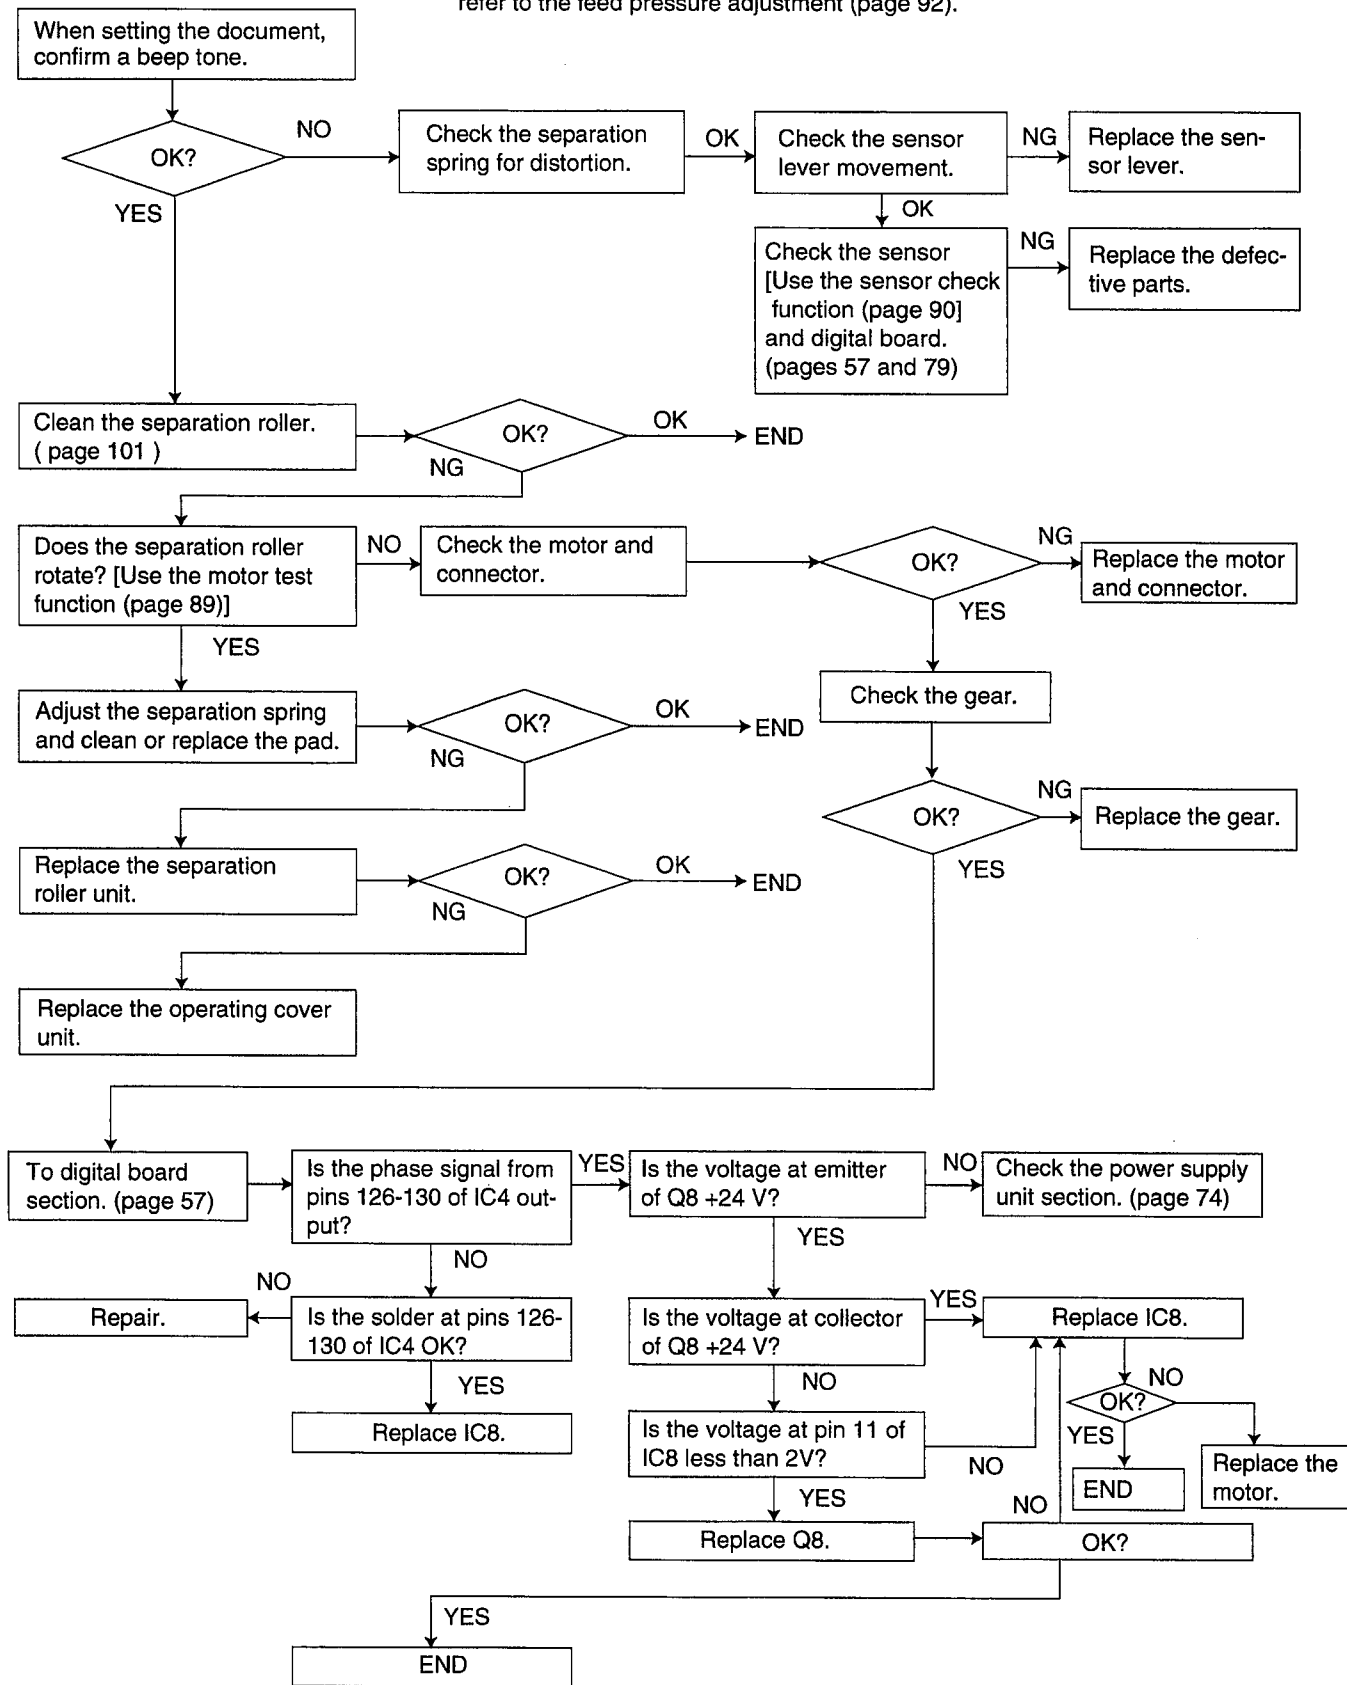 refer to the feed pressure adjustment (page 92).
When setting the document,
confirm a beep tone.
OK?
NO
YES
Check the separation
spring for distortion.
OK
Check the sensor
lever movement.
NG
Replace the sen-
sor lever.
OK
Check the sensor
[Use the sensor check
function (page 90]
and digital board.
(pages 57 and 79)
NG
Replace the defec-
tive parts.
Clean the separation roller.
( page 101 )
OK?
OK
END
NG
Does the separation roller
rotate? [Use the motor test
function (page 89)]
NO
Check the motor and
connector.
OK?
NG
Replace the motor
and connector.
YES
YES
Check the gear.
Adjust the separation spring
and clean or replace the pad.
OK?
OK
END
NG
OK?
NG
Replace the gear.
YES
Replace the separation
roller unit.
OK?
OK
END
NG
Replace the operating cover
unit.
To digital board
section. (page 57)
Is the phase signal from
pins 126-130 of IC4 out-
put?
YES
Is the voltage at emitter
of Q8 +24 V?
NO
Check the power supply
unit section. (page 74)
NO
YES
NO
Repair.
Is the solder at pins 126-
130 of IC4 OK?
YES
Replace IC8.
Is the voltage at collector
of Q8 +24 V?
YES
Replace IC8.
NO
Is the voltage at pin 11 of
IC8 less than 2V?
NO
OK?
NO
YES
END
Replace the
motor.
YES
Replace Q8.
NO
OK?
YES
END